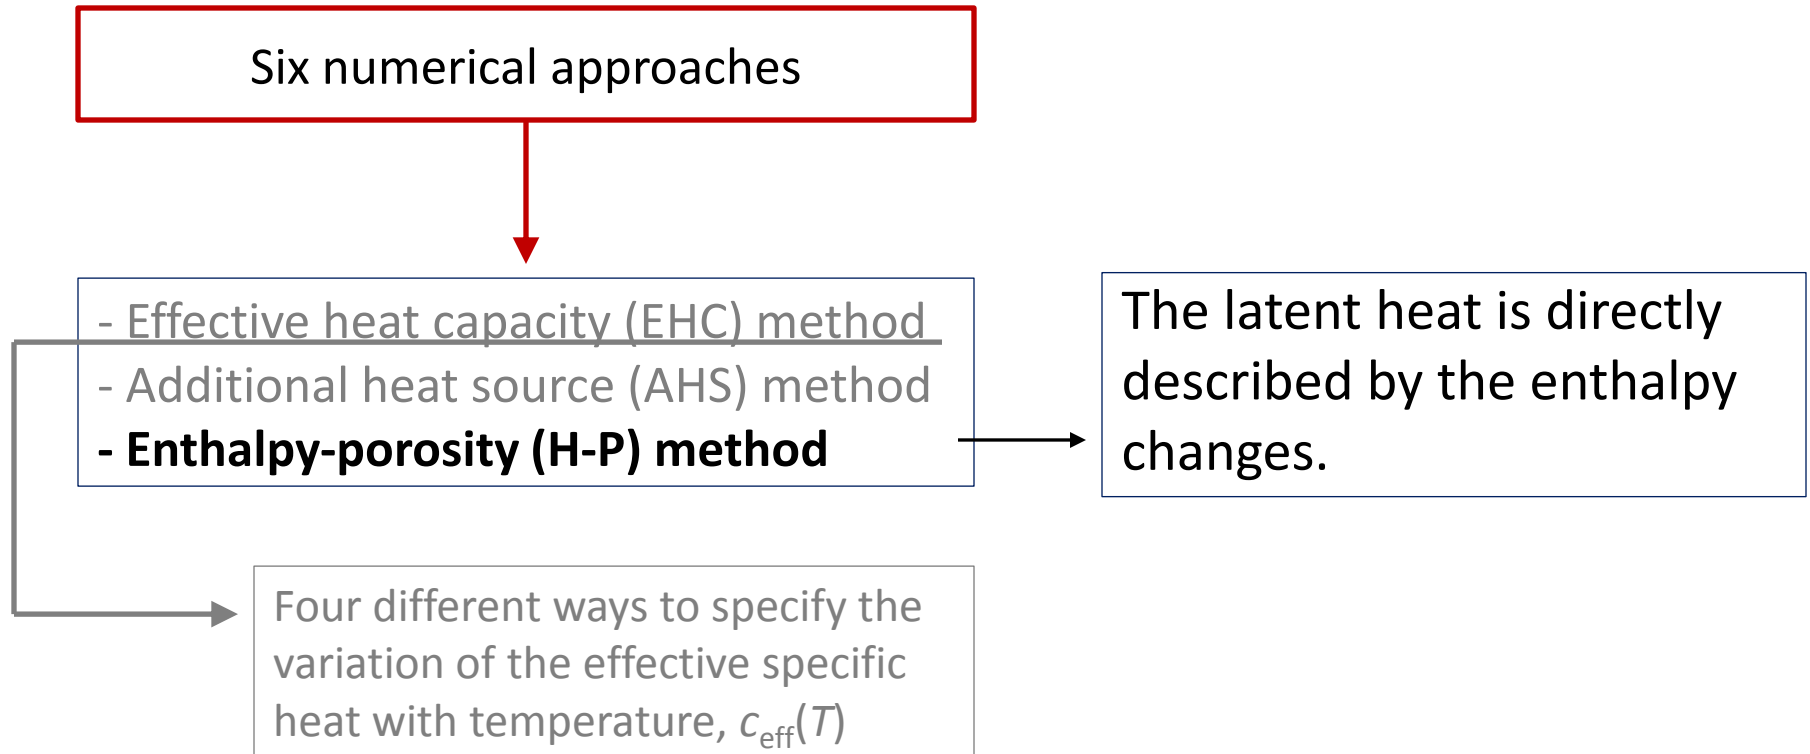 Six numerical approaches
- Effective heat capacity (EHC) method
- Additional heat source (AHS) method
- Enthalpy-porosity (H-P) method
The latent heat is directly
described by the enthalpy
changes.
Four different ways to specify the
variation of the effective specific
heat with temperature, c_eff(T)